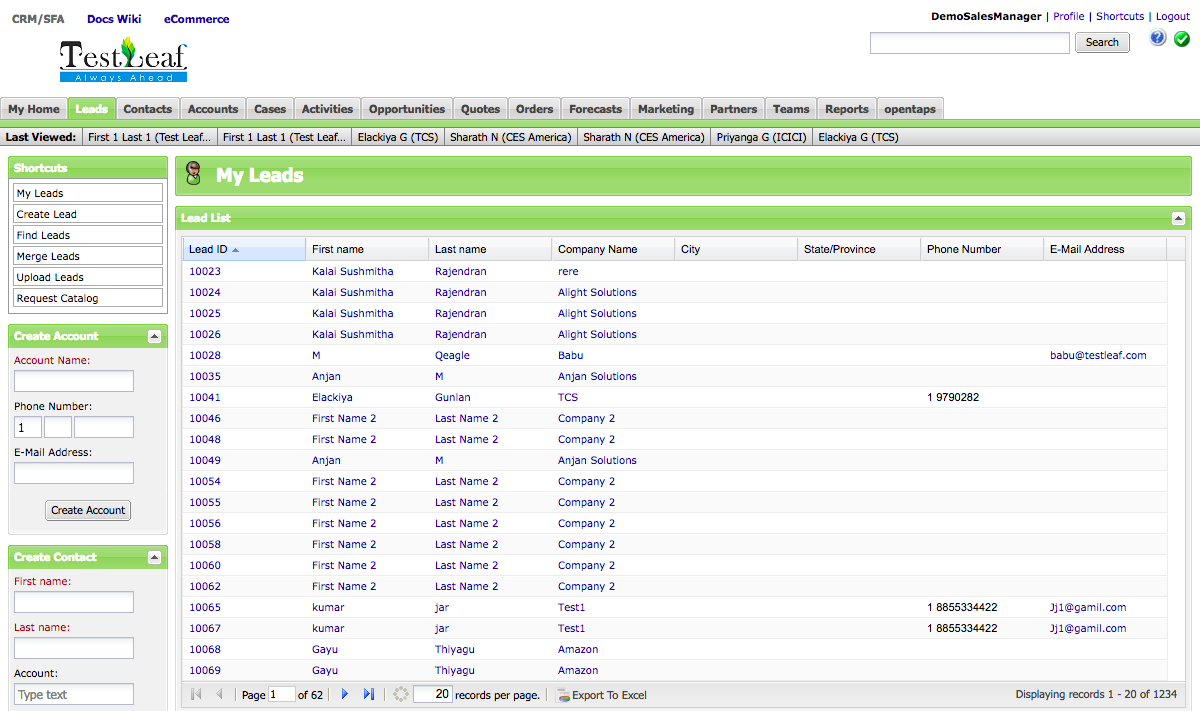 CRM/SFA Docs Wiki eCommerce
DemoSalesManager | Profile | Shortcuts | Logout
TestLeaf
Always Ahead
Search
My Home Leads Contacts Accounts Cases Activities Opportunities Quotes Orders Forecasts Marketing Partners Teams Reports opentaps
Last Viewed: First 1 Last 1 (Test Leaf... First 1 Last 1 (Test Leaf... Elackiya G (TCS) Sharath N (CES America) Sharath N (CES America) Priyanga G (ICICI) Elackiya G (TCS)
Shortcuts
My Leads
Create Lead
Find Leads
Merge Leads
Upload Leads
Request Catalog
Create Account
Account Name:
Phone Number:
1
E-Mail Address:
Create Account
Create Contact
First name:
Last name:
Account:
Type text
My Leads
Lead List
Lead ID First name Last name Company Name City State/Province Phone Number E-Mail Address
10023 Kalai Sushmitha Rajendran rere
10024 Kalai Sushmitha Rajendran Alight Solutions
10025 Kalai Sushmitha Rajendran Alight Solutions
10026 Kalai Sushmitha Rajendran Alight Solutions
10028 M Qeagle Babu babu@testleaf.com
10035 Anjan M Anjan Solutions
10041 Elackiya Gunlan TCS 1 9790282
10046 First Name 2 Last Name 2 Company 2
10048 First Name 2 Last Name 2 Company 2
10049 Anjan M Anjan Solutions
10054 First Name 2 Last Name 2 Company 2
10055 First Name 2 Last Name 2 Company 2
10056 First Name 2 Last Name 2 Company 2
10058 First Name 2 Last Name 2 Company 2
10060 First Name 2 Last Name 2 Company 2
10062 First Name 2 Last Name 2 Company 2
10065 kumar jar Test1 1 8855334422 Jj1@gamil.com
10067 kumar jar Test1 1 8855334422 Jj1@gamil.com
10068 Gayu Thiyagu Amazon
10069 Gayu Thiyagu Amazon
Page 1 of 62 20 records per page. Export To Excel Displaying records 1 - 20 of 1234